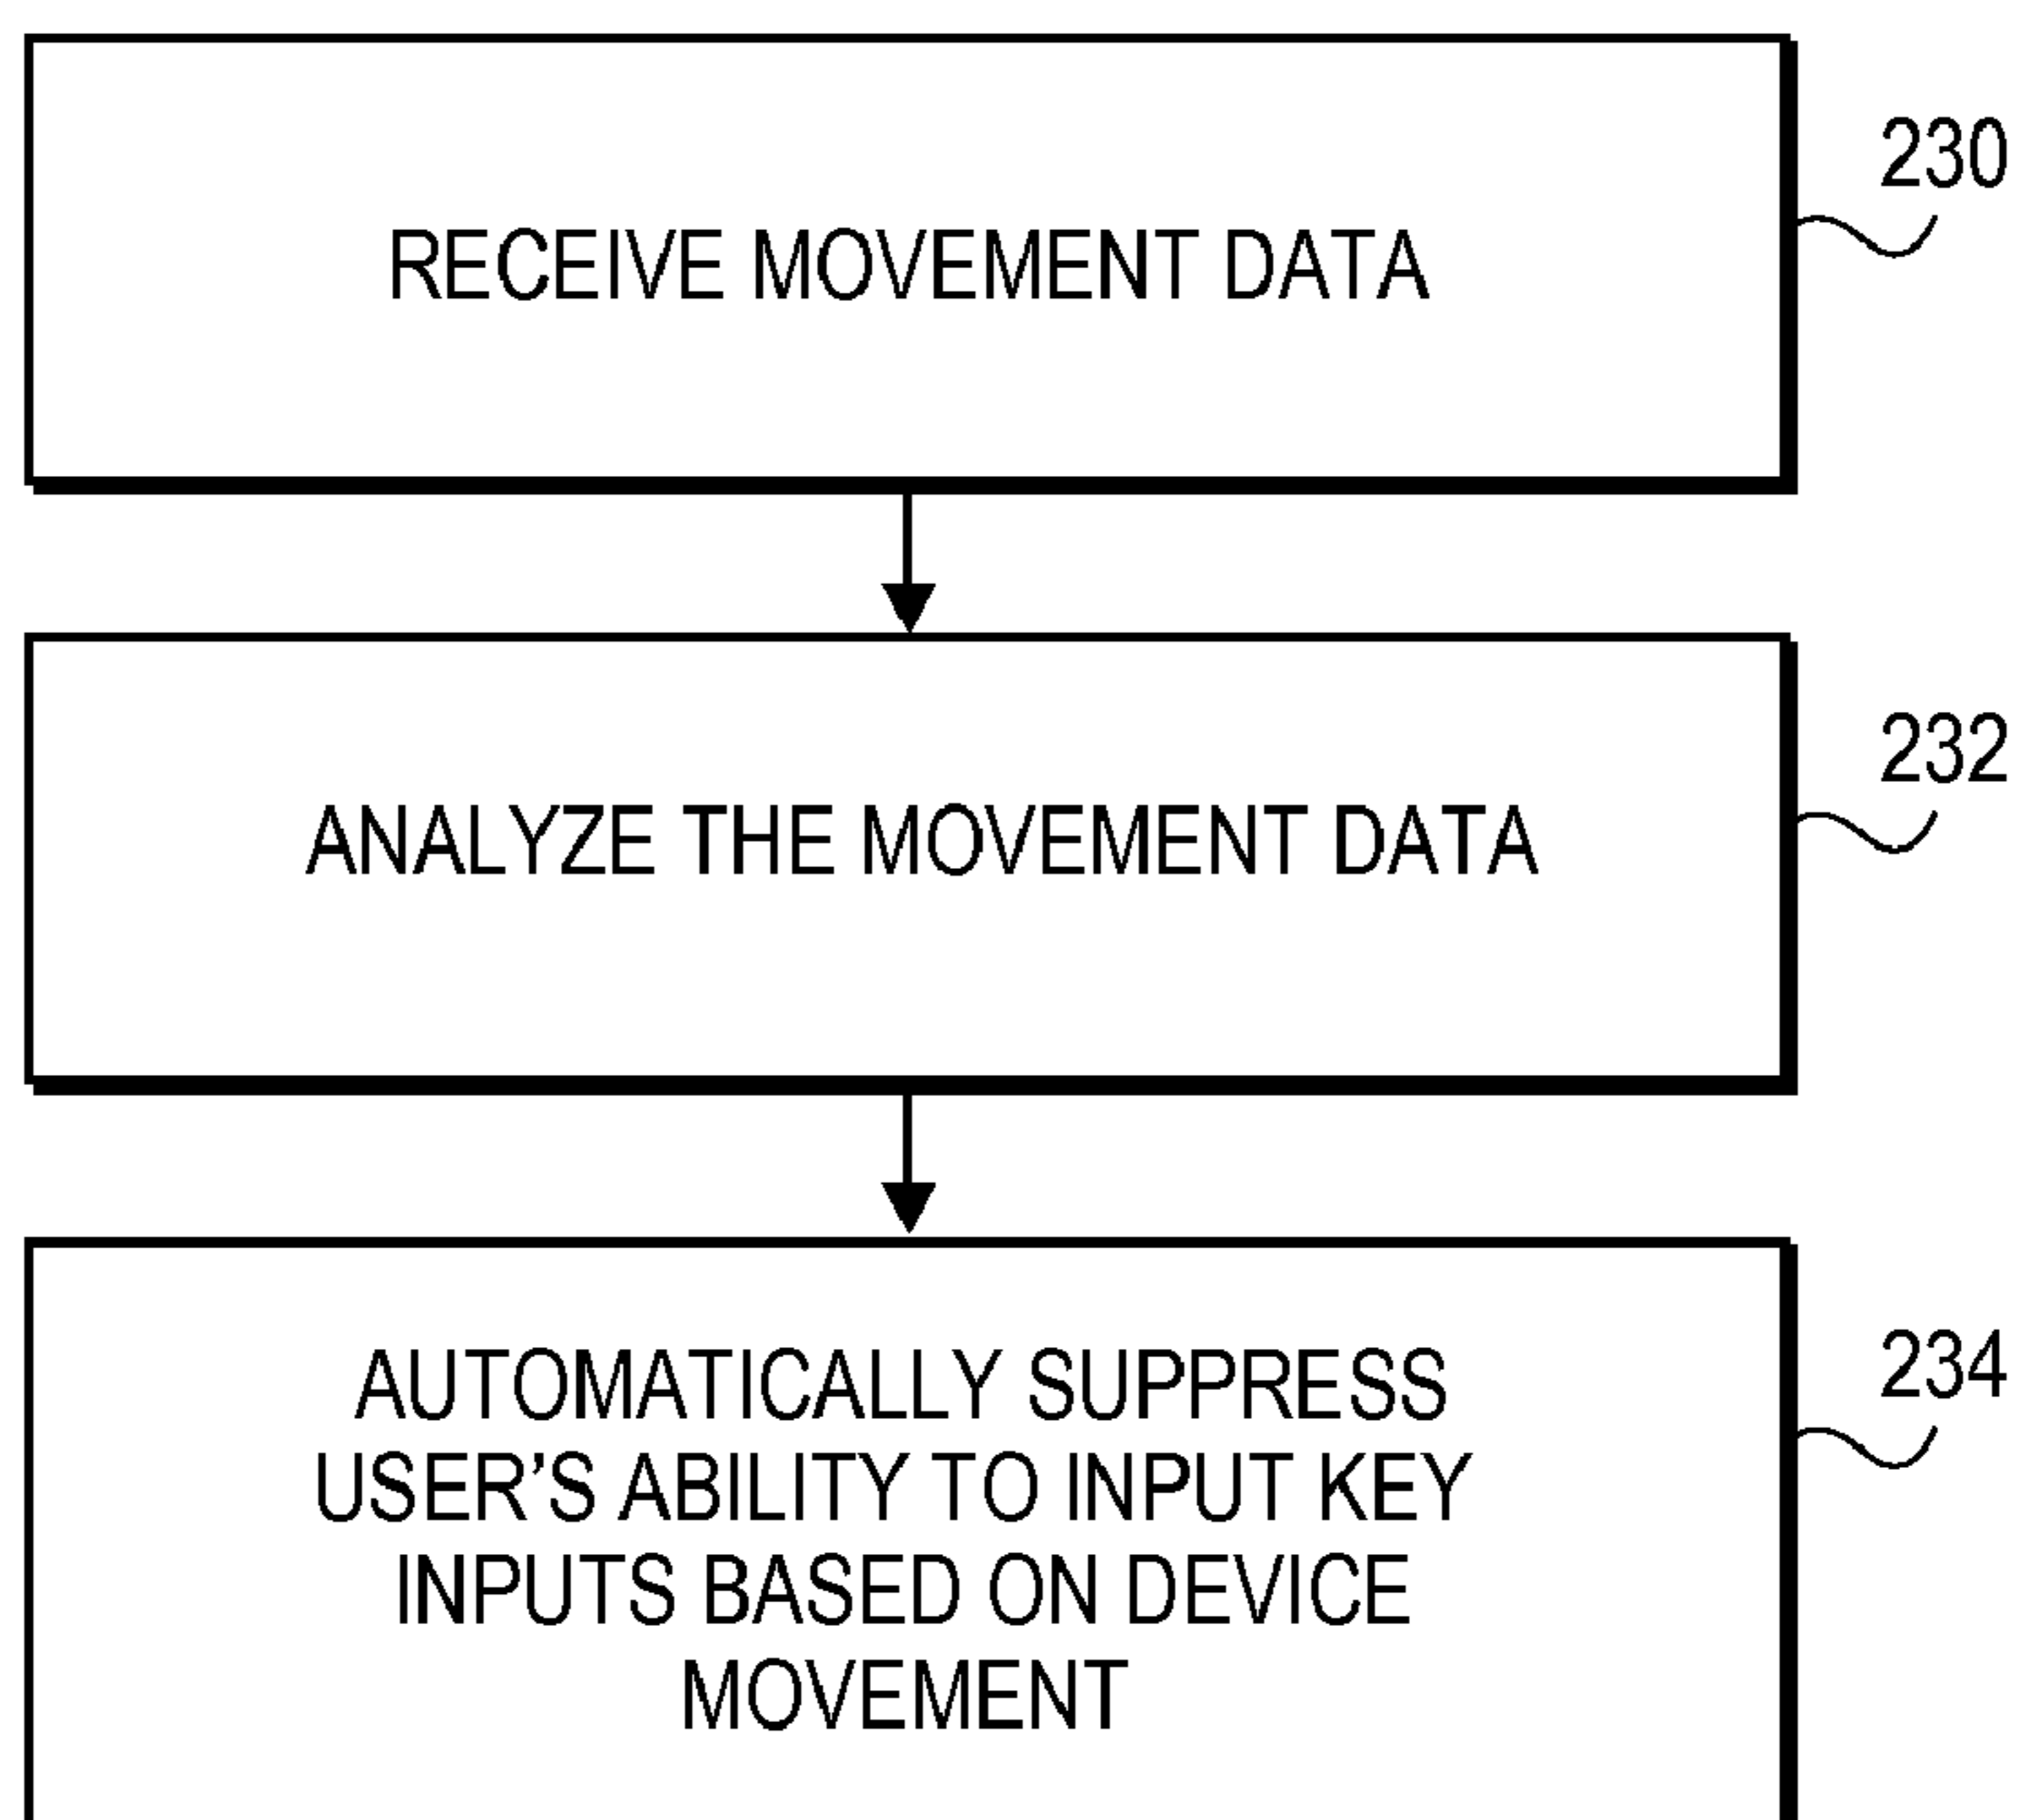 230
RECEIVE MOVEMENT DATA
232
ANALYZE THE MOVEMENT DATA
234
AUTOMATICALLY SUPPRESS
USER’S ABILITY TO INPUT KEY
INPUTS BASED ON DEVICE
MOVEMENT